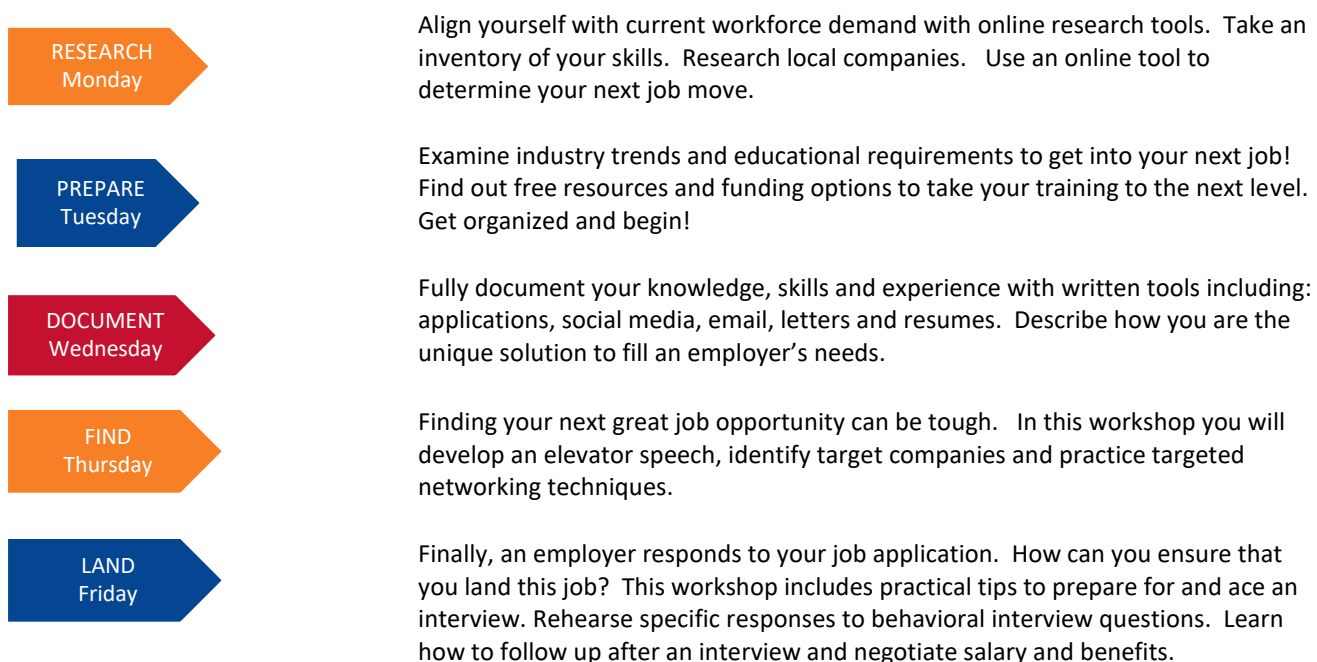 RESEARCH
Monday
Align yourself with current workforce demand with online research tools.  Take an
inventory of your skills.  Research local companies.   Use an online tool to
determine your next job move.
PREPARE
Tuesday
Examine industry trends and educational requirements to get into your next job!
Find out free resources and funding options to take your training to the next level.
Get organized and begin!
DOCUMENT
Wednesday
Fully document your knowledge, skills and experience with written tools including:
applications, social media, email, letters and resumes.  Describe how you are the
unique solution to fill an employer’s needs.
FIND
Thursday
Finding your next great job opportunity can be tough.   In this workshop you will
develop an elevator speech, identify target companies and practice targeted
networking techniques.
LAND
Friday
Finally, an employer responds to your job application.  How can you ensure that
you land this job?  This workshop includes practical tips to prepare for and ace an
interview. Rehearse specific responses to behavioral interview questions.  Learn
how to follow up after an interview and negotiate salary and benefits.